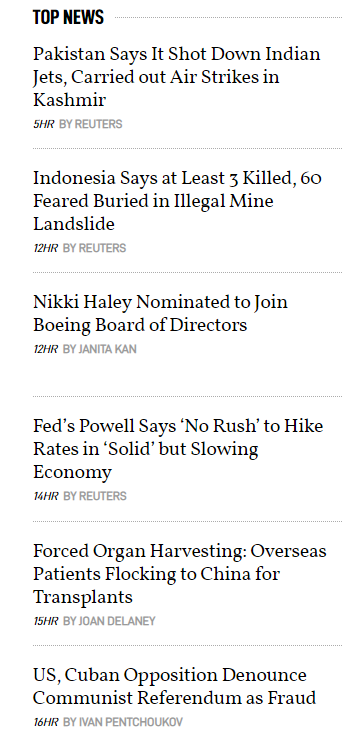 TOP NEWS
Pakistan Says It Shot Down Indian
Jets, Carried out Air Strikes in
Kashmir
5HR BY REUTERS
Indonesia Says at Least 3 Killed, 60
Feared Buried in Illegal Mine
Landslide
12HR BY REUTERS
Nikki Haley Nominated to Join
Boeing Board of Directors
12HR BY JANITA KAN
Fed's Powell Says ‘No Rush’ to Hike
Rates in ‘Solid’ but Slowing
Economy
14HR BY REUTERS
Forced Organ Harvesting: Overseas
Patients Flocking to China for
Transplants
15HR BY JOAN DELANEY
US, Cuban Opposition Denounce
Communist Referendum as Fraud
16HR BY IVAN PENTCHOUKOV